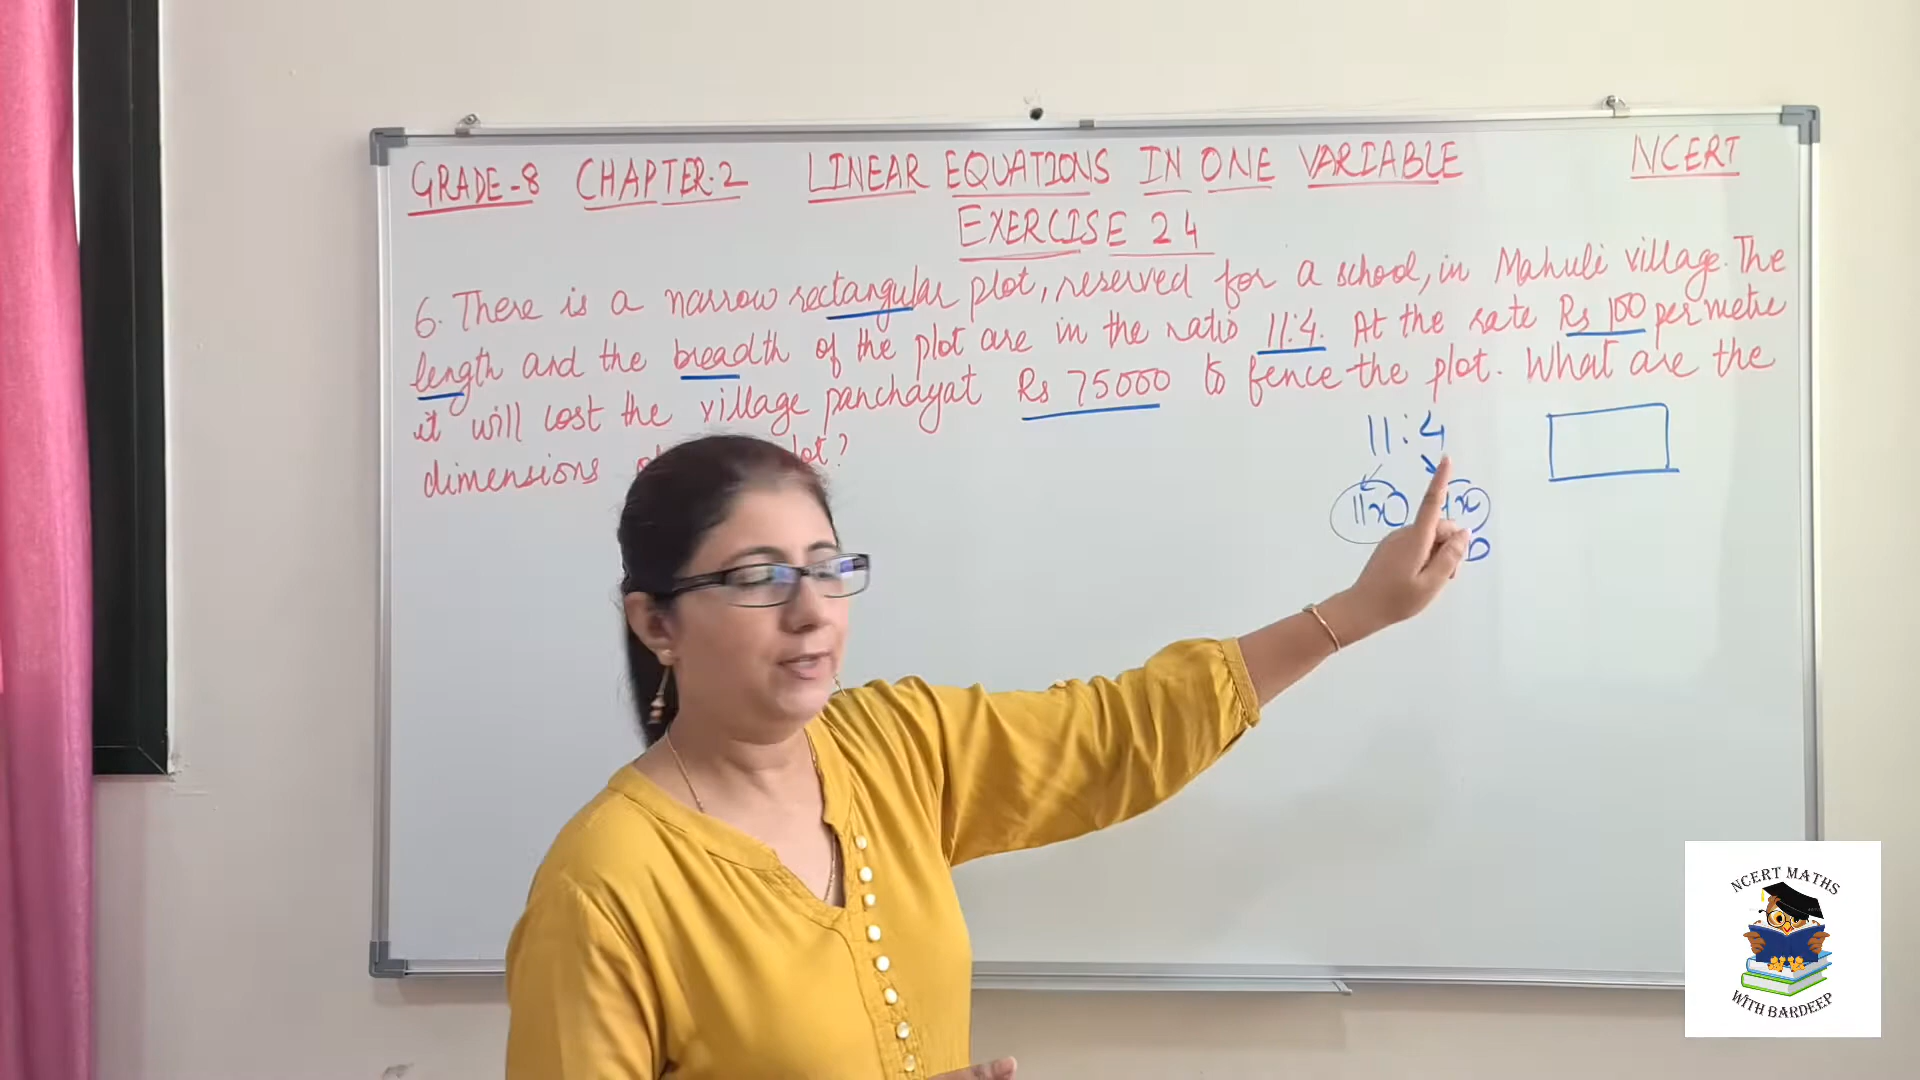 GRADE-8 CHAPTER.2 LINEAR EQUATIONS IN ONE VARIABLE NCERT
EXERCISE 24
6. There is a narrow rectangular plot, reserved for a school, in Mahuli village. The
length and the breadth of the plot are in the ratio 11:4. At the rate Rs 100 per metre
it will cost the village panchayat Rs 75000 to fence the plot. What are the
dimensions plot?
11:4
11x
NCERT MATHS
WITH BARDEEP